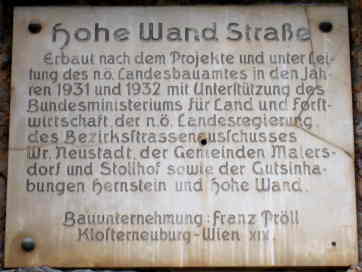 Hohe Wand Straße
Erbaut nach dem Projekte und unter Lei-
tung des n.ö. Landesbauamtes in den Jah-
ren 1931 und 1932 mit Unterstützung des
Bundesministeriums für Land und Forst-
wirtschaft, der n.ö. Landesregierung,
des Bezirksstrassenausschusses
Wr. Neustadt, der Gemeinden Maiers-
dorf und Stollhof sowie der Gutsinha-
bungen Hernstein und Hohe Wand.
Bauunternehmung: Franz Pröll
Klosterneuburg-Wien XIV.